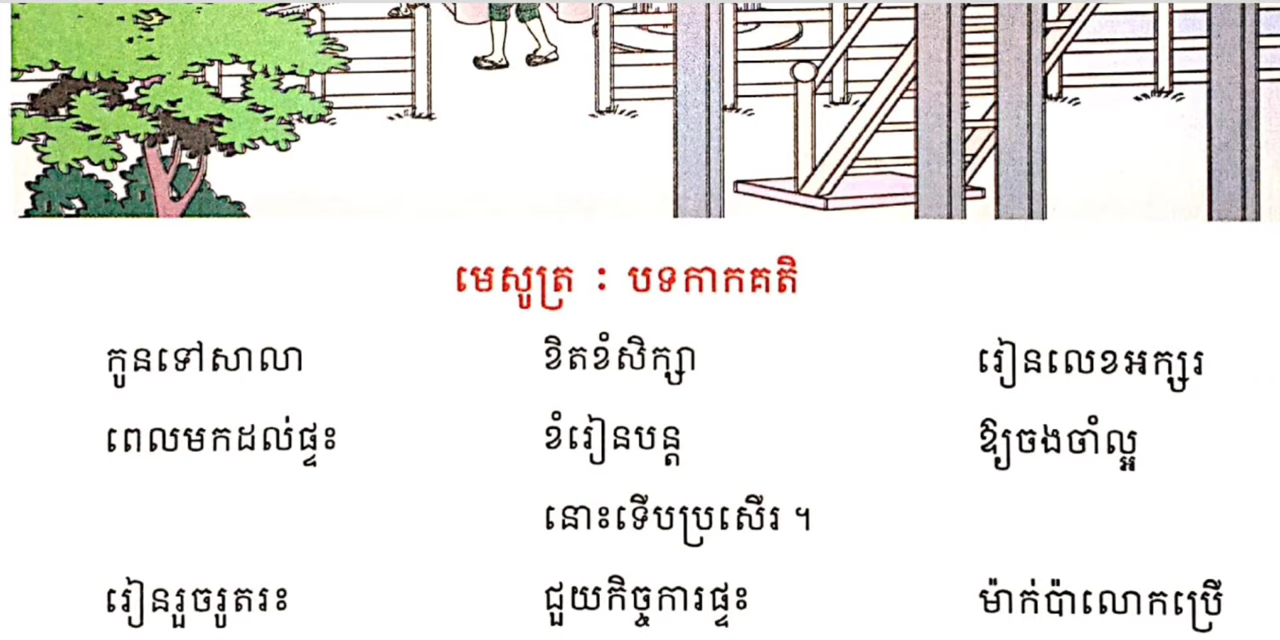 មេសូត្រ : បទកាកគតិ
កូនទៅសាលា ខិតខំសិក្សា រៀនលេខអក្សរ
ពេលមកដល់ផ្ទះ ខំរៀនបន្ត ឱ្យចងចាំល្អ
នោះទើបប្រសើរ ។
រៀនរួចរូតរះ ជួយកិច្ចការផ្ទះ ម៉ាក់ប៉ាលោកប្រើ